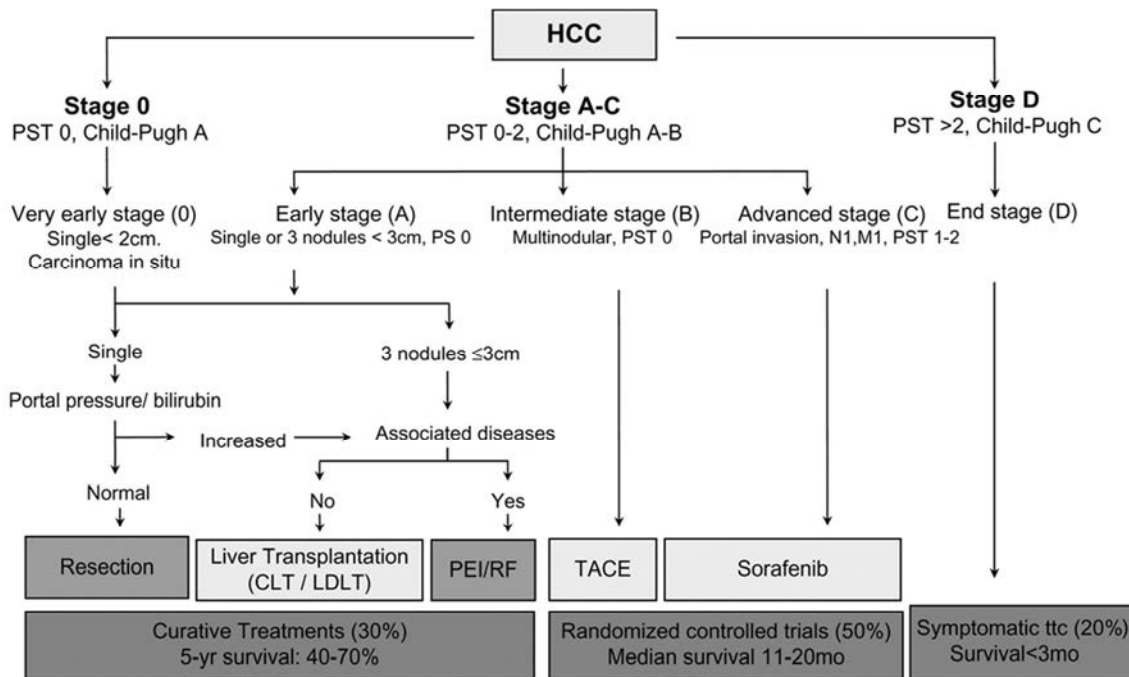 HCC
Stage 0
PST 0, Child-Pugh A
Stage A-C
PST 0-2, Child-Pugh A-B
Stage D
PST >2, Child-Pugh C
Very early stage (0)
Single< 2cm.
Carcinoma in situ
Early stage (A)
Single or 3 nodules < 3cm, PS 0
Intermediate stage (B)
Multinodular, PST 0
Advanced stage (C)
Portal invasion, N1,M1, PST 1-2
End stage (D)
Single
3 nodules ≤3cm
Portal pressure/ bilirubin
Increased
Associated diseases
Normal
No
Yes
Resection
Liver Transplantation
(CLT / LDLT)
PEI/RF
TACE
Sorafenib
Curative Treatments (30%)
5-yr survival: 40-70%
Randomized controlled trials (50%)
Median survival 11-20mo
Symptomatic ttc (20%)
Survival<3mo